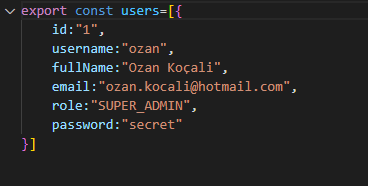 export const users=[{
    id:"1",
    username:"ozan",
    fullName:"Ozan Koçali",
    email:"ozan.kocali@hotmail.com",
    role:"SUPER_ADMIN",
    password:"secret"
}]